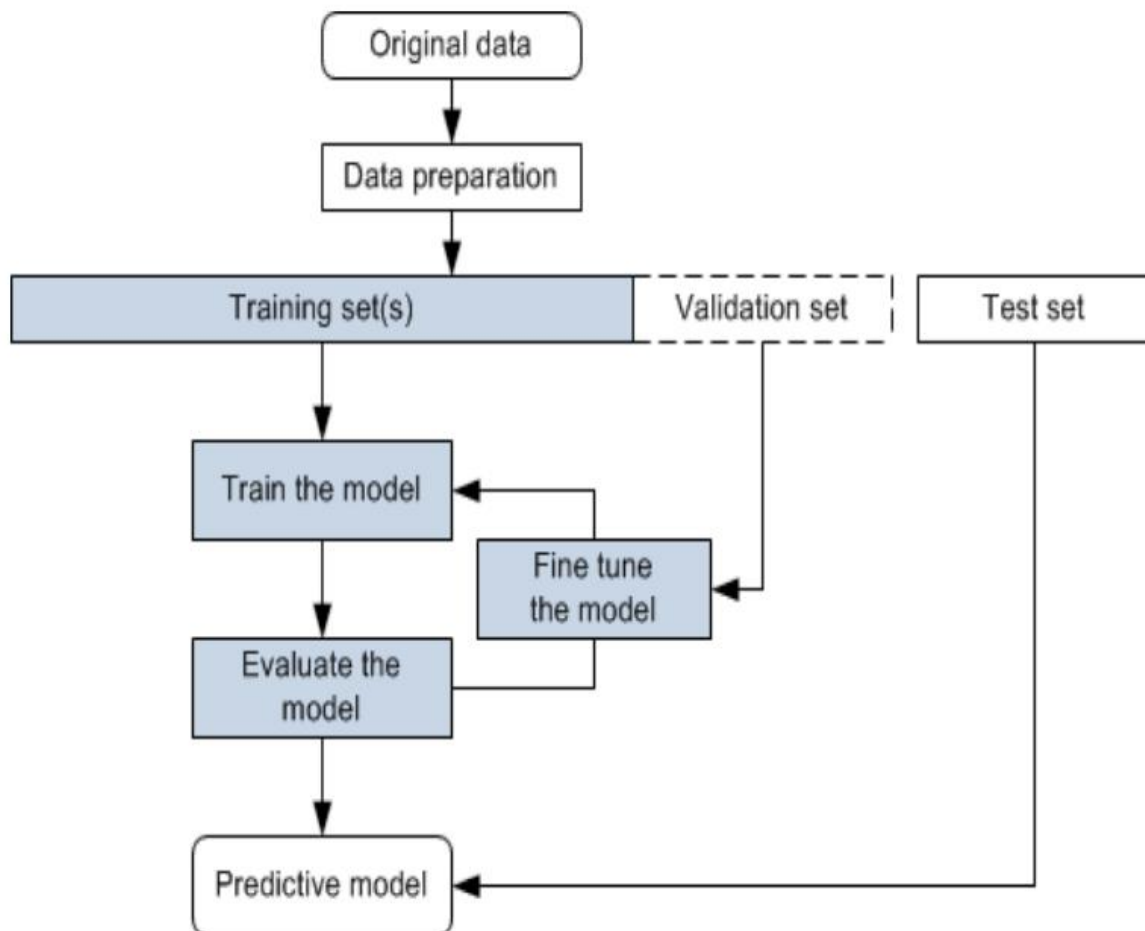 Original data
Data preparation
Training set(s)
Validation set
Test set
Train the model
Fine tune
the model
Evaluate the
model
Predictive model